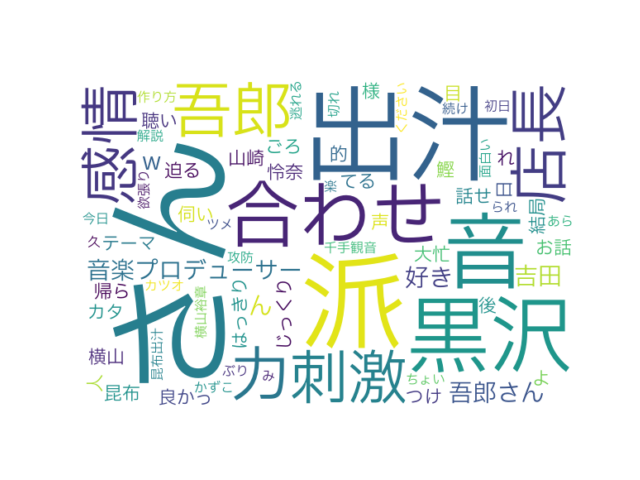 作り方
聴い
解説
欲張り
感情
吾郎
逃れる
切れ
様
出汁
目
ください
続け
初日
面白い
店長
w
迫る
山崎
ごろ
怜奈
的
楽
てる
鰹
れ
話せ
日
られ
結局
あら
お話
今日
伺い
ツメ
さん
合わせ
声
音
久
テーマ
千手観音
大忙
音楽プロデューサー
攻防
派
好き
吉田
帰ら
カツオ
ん
はっきり
じっくり
黒沢
後
カタ
横山裕章
昆布出汁
横山
人
昆布
良かっ
かずこ
ぶり
み
力
刺激
ちょい
つけ
吾郎さん
よ